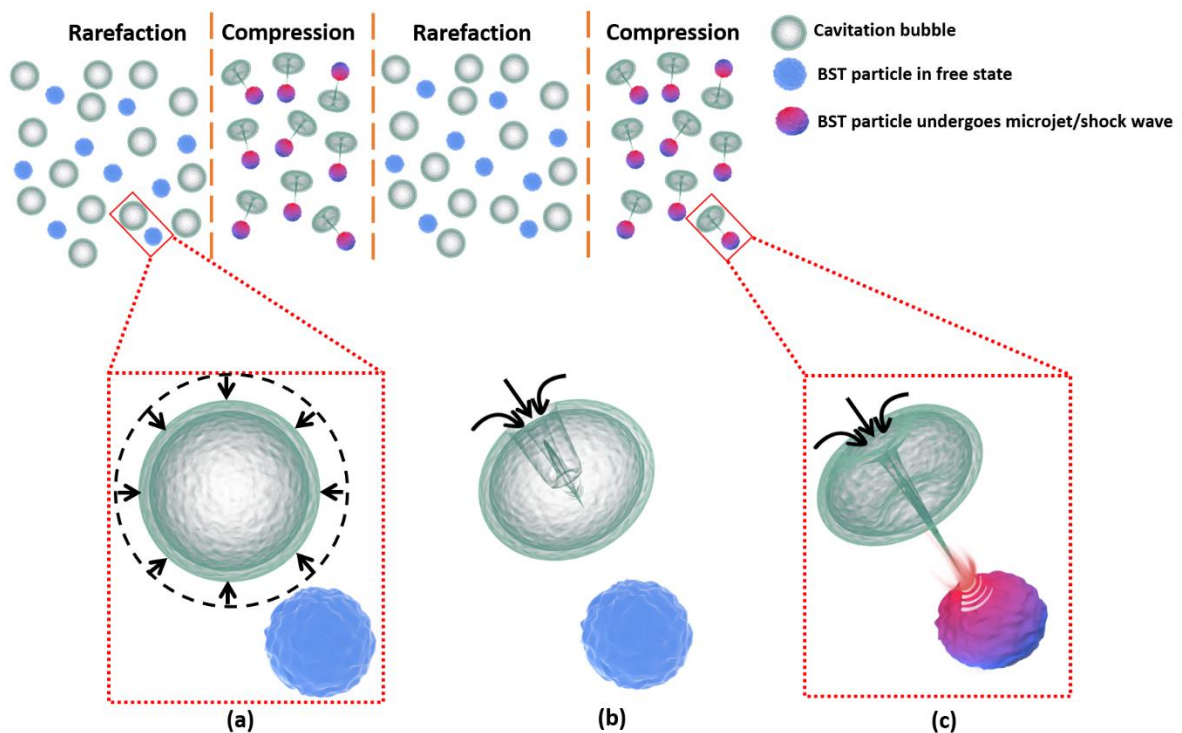 Rarefaction
Compression
Rarefaction
Compression
Cavitation bubble
BST particle in free state
BST particle undergoes microjet/shock wave
(a)
(b)
(c)